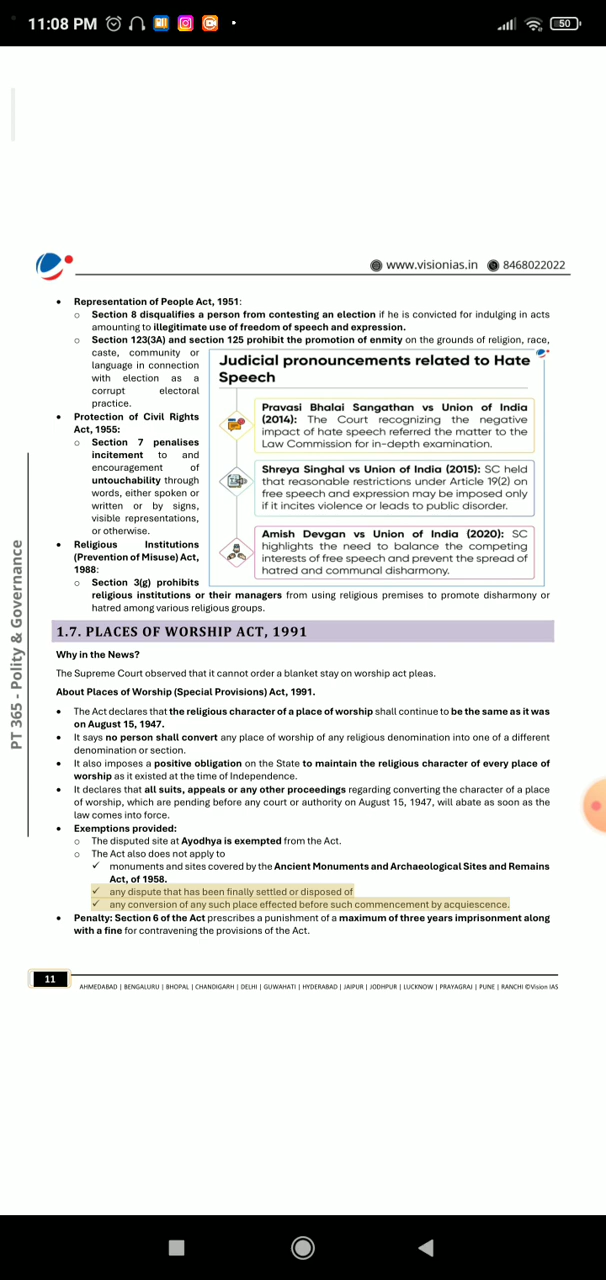 11:08 PM
50
www.visionias.in 8468022022
• Representation of People Act, 1951:
o Section 8 disqualifies a person from contesting an election if he is convicted for indulging in acts
amounting to illegitimate use of freedom of speech and expression.
o Section 123(3A) and section 125 prohibit the promotion of enmity on the grounds of religion, race,
caste, community or
language in connection
with election as a
corrupt electoral
practice.
• Protection of Civil Rights
Act, 1955:
o Section 7 penalises
incitement to and
encouragement of
untouchability through
words, either spoken or
written or by signs,
visible representations,
or otherwise.
• Religious Institutions
(Prevention of Misuse) Act,
1988:
o Section 3(g) prohibits
religious institutions or their managers from using religious premises to promote disharmony or
hatred among various religious groups.
Judicial pronouncements related to Hate
Speech
Pravasi Bhalai Sangathan vs Union of India
(2014): The Court recognizing the negative
impact of hate speech referred the matter to the
Law Commission for in-depth examination.
Shreya Singhal vs Union of India (2015): SC held
that reasonable restrictions under Article 19(2) on
free speech and expression may be imposed only
if it incites violence or leads to public disorder.
Amish Devgan vs Union of India (2020): SC
highlights the need to balance the competing
interests of free speech and prevent the spread of
hatred and communal disharmony.
1.7. PLACES OF WORSHIP ACT, 1991
Why in the News?
The Supreme Court observed that it cannot order a blanket stay on worship act pleas.
About Places of Worship (Special Provisions) Act, 1991.
• The Act declares that the religious character of a place of worship shall continue to be the same as it was
on August 15, 1947.
• It says no person shall convert any place of worship of any religious denomination into one of a different
denomination or section.
• It also imposes a positive obligation on the State to maintain the religious character of every place of
worship as it existed at the time of Independence.
• It declares that all suits, appeals or any other proceedings regarding converting the character of a place
of worship, which are pending before any court or authority on August 15, 1947, will abate as soon as the
law comes into force.
• Exemptions provided:
o The disputed site at Ayodhya is exempted from the Act.
o The Act also does not apply to
✓ monuments and sites covered by the Ancient Monuments and Archaeological Sites and Remains
Act, of 1958.
✓ any dispute that has been finally settled or disposed of
✓ any conversion of any such place effected before such commencement by acquiescence.
• Penalty: Section 6 of the Act prescribes a punishment of a maximum of three years imprisonment along
with a fine for contravening the provisions of the Act.
PT 365 - Polity & Governance
11
AHMEDABAD | BENGALURU | BHOPAL | CHANDIGARH | DELHI | GUWAHATI | HYDERABAD | JAIPUR | JODHPUR | LUCKNOW | PRAYAGRAJ | PUNE | RANCHI ©Vision IAS